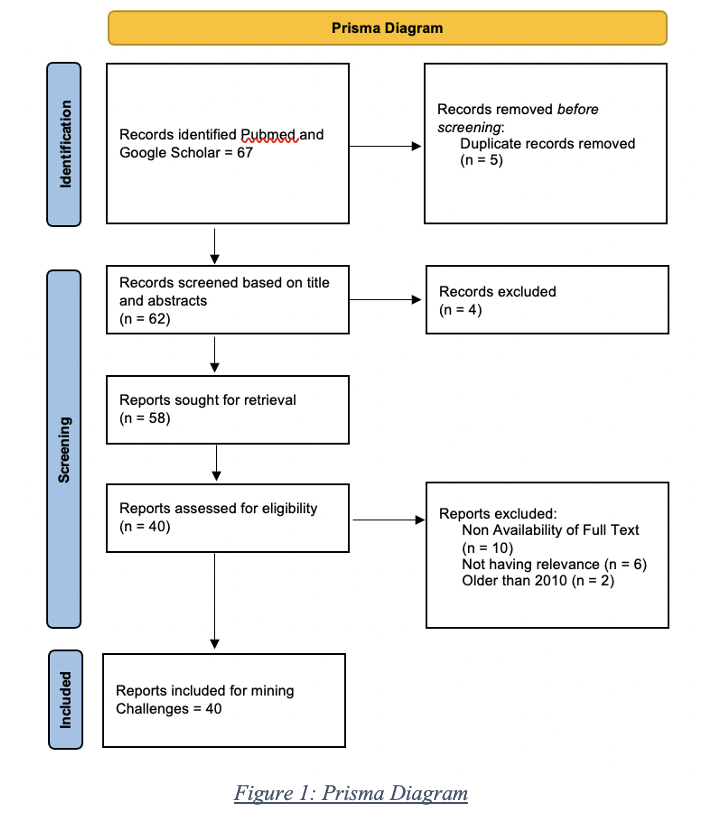 Prisma Diagram
Identification
Records identified Pubmed and
Google Scholar = 67
Records removed before
screening:
Duplicate records removed
(n = 5)
Screening
Records screened based on title
and abstracts
(n = 62)
Records excluded
(n = 4)
Reports sought for retrieval
(n = 58)
Reports assessed for eligibility
(n = 40)
Reports excluded:
Non Availability of Full Text
(n = 10)
Not having relevance (n = 6)
Older than 2010 (n = 2)
Included
Reports included for mining
Challenges = 40
Figure 1: Prisma Diagram